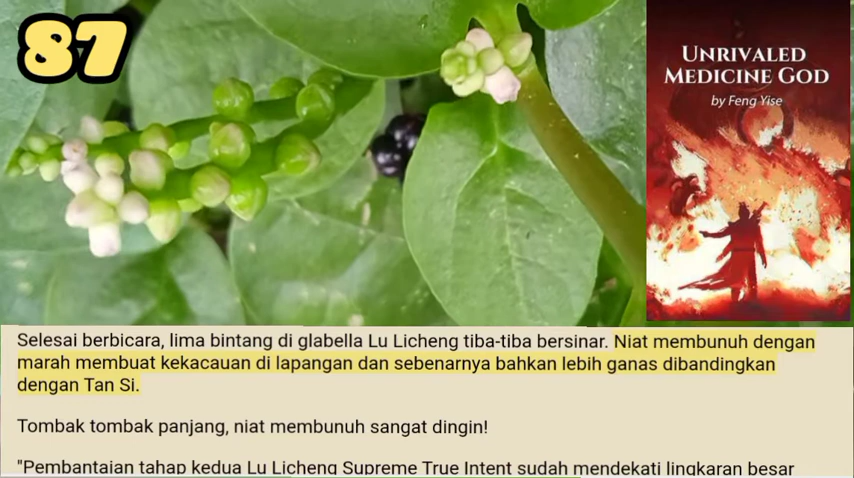 87
UNRIVALED
MEDICINE GOD
by Feng Yise
Selesai berbicara, lima bintang di glabella Lu Licheng tiba-tiba bersinar. Niat membunuh dengan
marah membuat kekacauan di lapangan dan sebenarnya bahkan lebih ganas dibandingkan
dengan Tan Si.
Tombak tombak panjang, niat membunuh sangat dingin!
"Pembantaian tahap kedua Lu Licheng Supreme True Intent sudah mendekati lingkaran besar